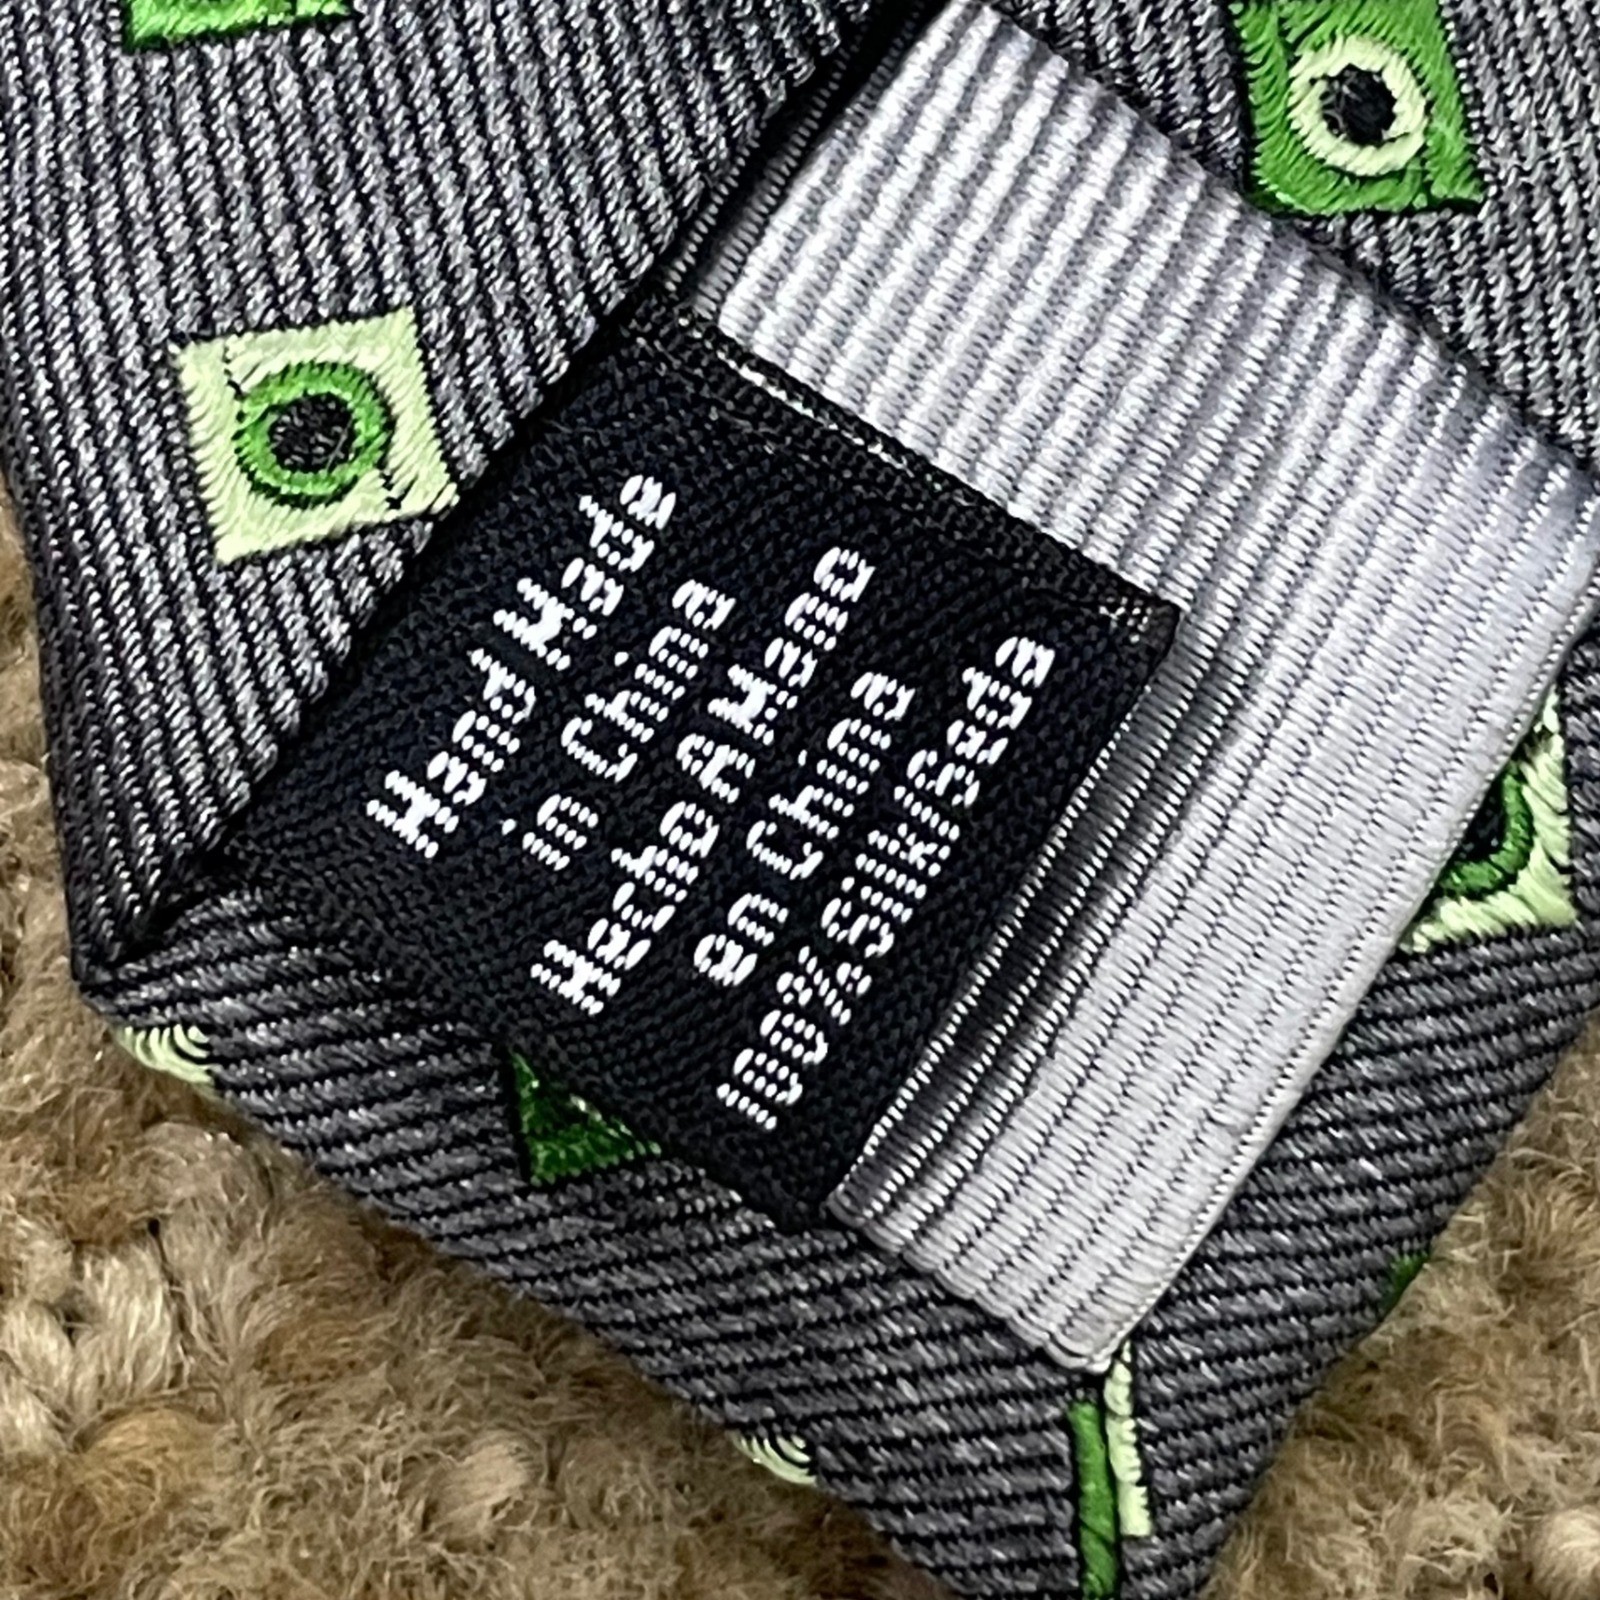 Hand Made
in China
Hecho A Mano
en China
100% Silk/Seda